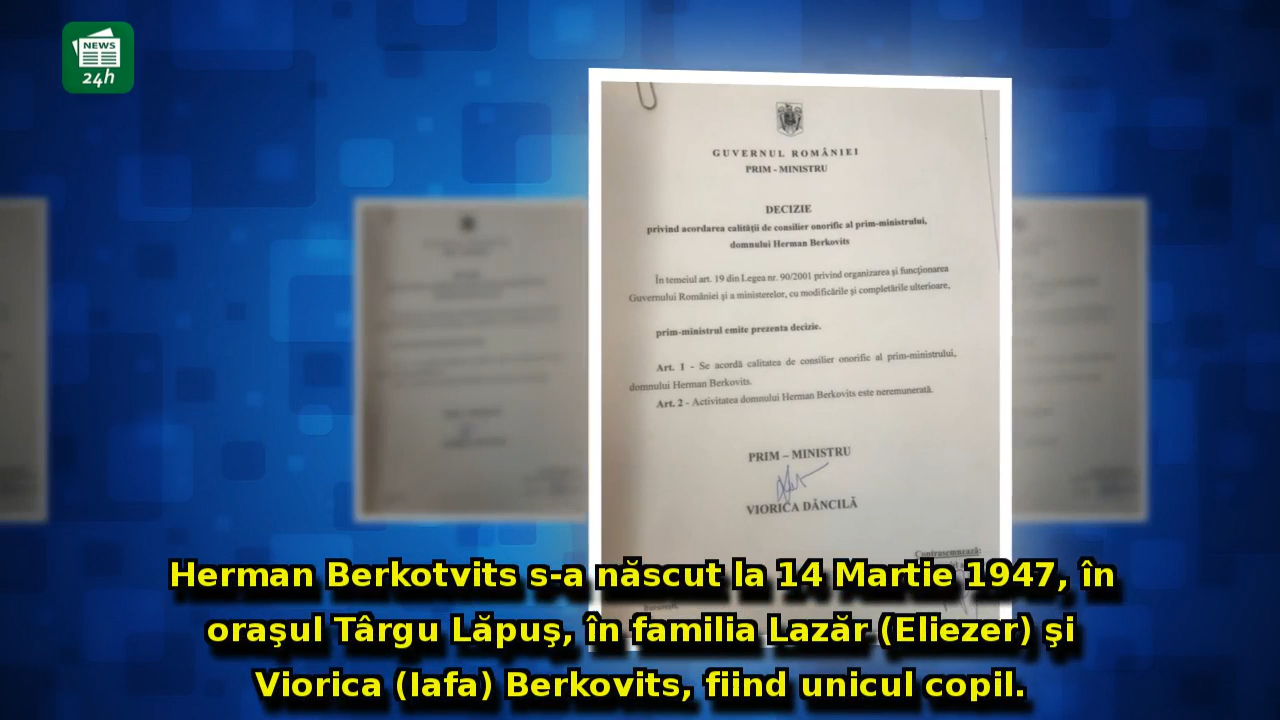 NEWS
24h
GUVERNUL ROMÂNIEI
PRIM - MINISTRU
DECIZIE
privind acordarea calității de consilier onorific al prim-ministrului,
domnului Herman Berkovits
În temeiul art. 19 din Legea nr. 90/2001 privind organizarea și funcționarea
Guvernului României și a ministerelor, cu modificările și completările ulterioare,
prim-ministrul emite prezenta decizie.
Art. 1 - Se acordă calitatea de consilier onorific al prim-ministrului,
domnului Herman Berkovits.
Art. 2 - Activitatea domnului Herman Berkovits este neremunerată.
PRIM – MINISTRU
VIORICA DĂNCILĂ
Contrasemnează:
Herman Berkotvits s-a născut la 14 Martie 1947, în
oraşul Târgu Lăpuş, în familia Lazăr (Eliezer) şi
Viorica (Iafa) Berkovits, fiind unicul copil.